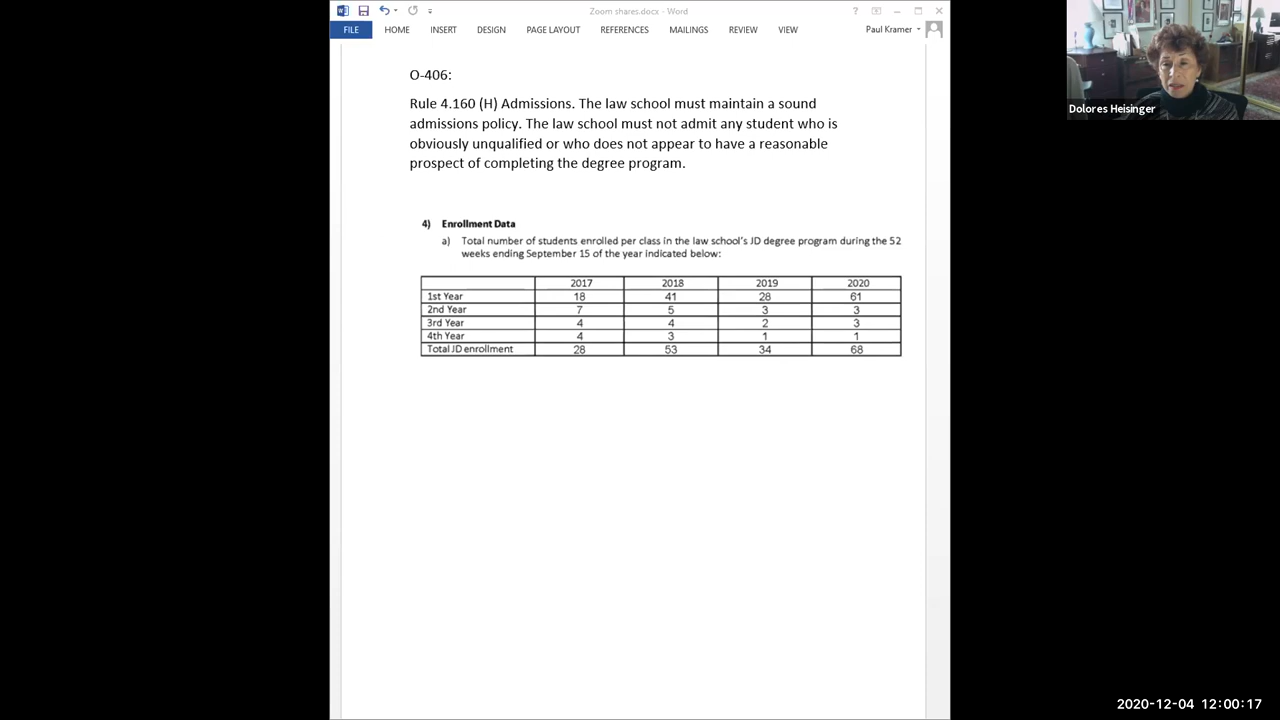 Zoom shares.docx - Word
FILE HOME INSERT DESIGN PAGE LAYOUT REFERENCES MAILINGS REVIEW VIEW Paul Kramer
Dolores Heisinger
O-406:
Rule 4.160 (H) Admissions. The law school must maintain a sound
admissions policy. The law school must not admit any student who is
obviously unqualified or who does not appear to have a reasonable
prospect of completing the degree program.
4) Enrollment Data
a) Total number of students enrolled per class in the law school's JD degree program during the 52
weeks ending September 15 of the year indicated below:
2017 2018 2019 2020
1st Year 18 41 28 61
2nd Year 7 5 3 3
3rd Year 4 4 2 3
4th Year 4 3 1 1
Total JD enrollment 28 53 34 68
2020-12-04 12:00:17